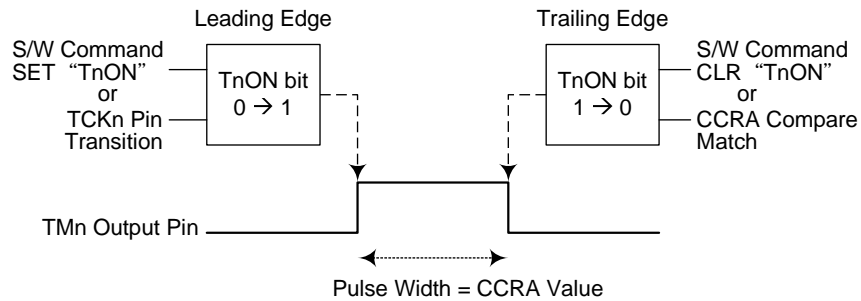 Leading Edge
S/W Command
SET “TnON”
or
TCKn Pin
Transition
TnON bit
0 → 1
Trailing Edge
TnON bit
1 → 0
S/W Command
CLR “TnON”
or
CCRA Compare
Match
TMn Output Pin
Pulse Width = CCRA Value